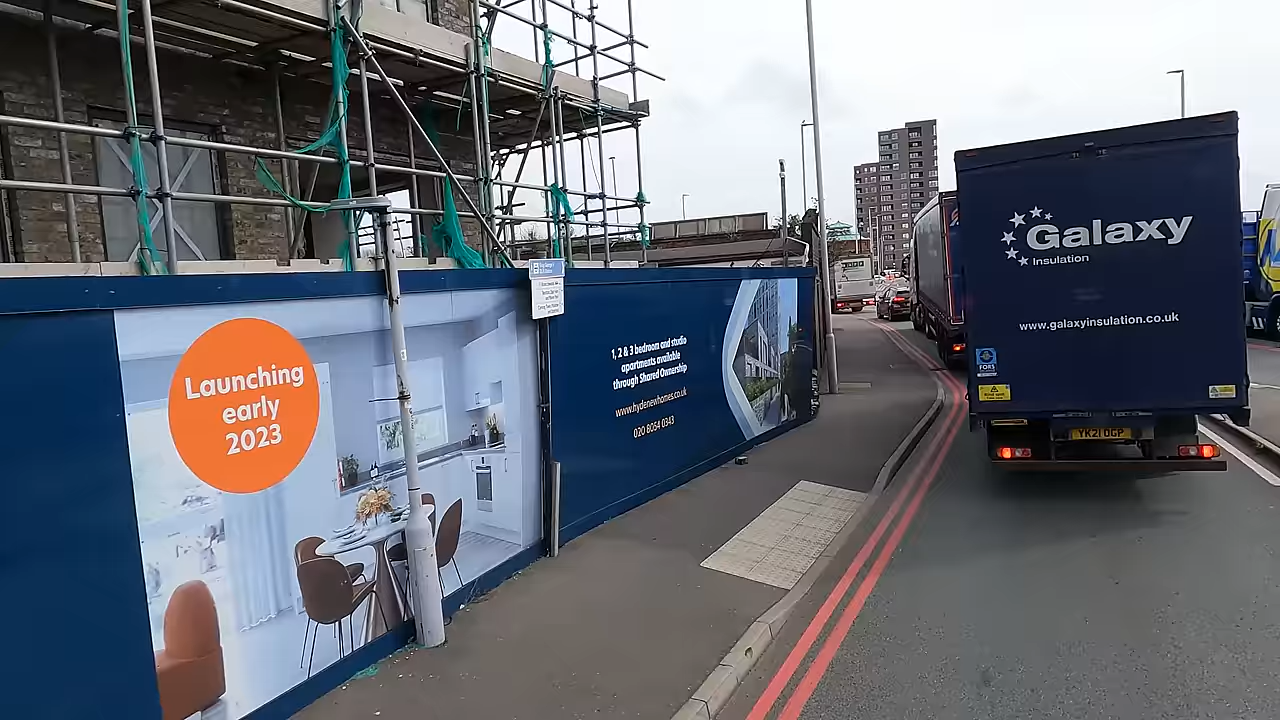 Launching
early
2023
1, 2 & 3 bedroom and studio
apartments available
through Shared Ownership
www.hydenewhomes.co.uk
020 8054 0343
Galaxy
Insulation
www.galaxyinsulation.co.uk
FORS
YK21 OGP